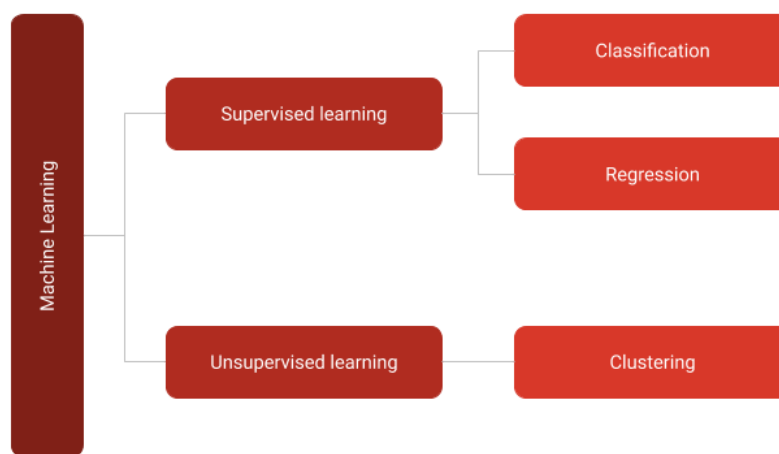 Machine Learning
Supervised learning
Classification
Regression
Unsupervised learning
Clustering